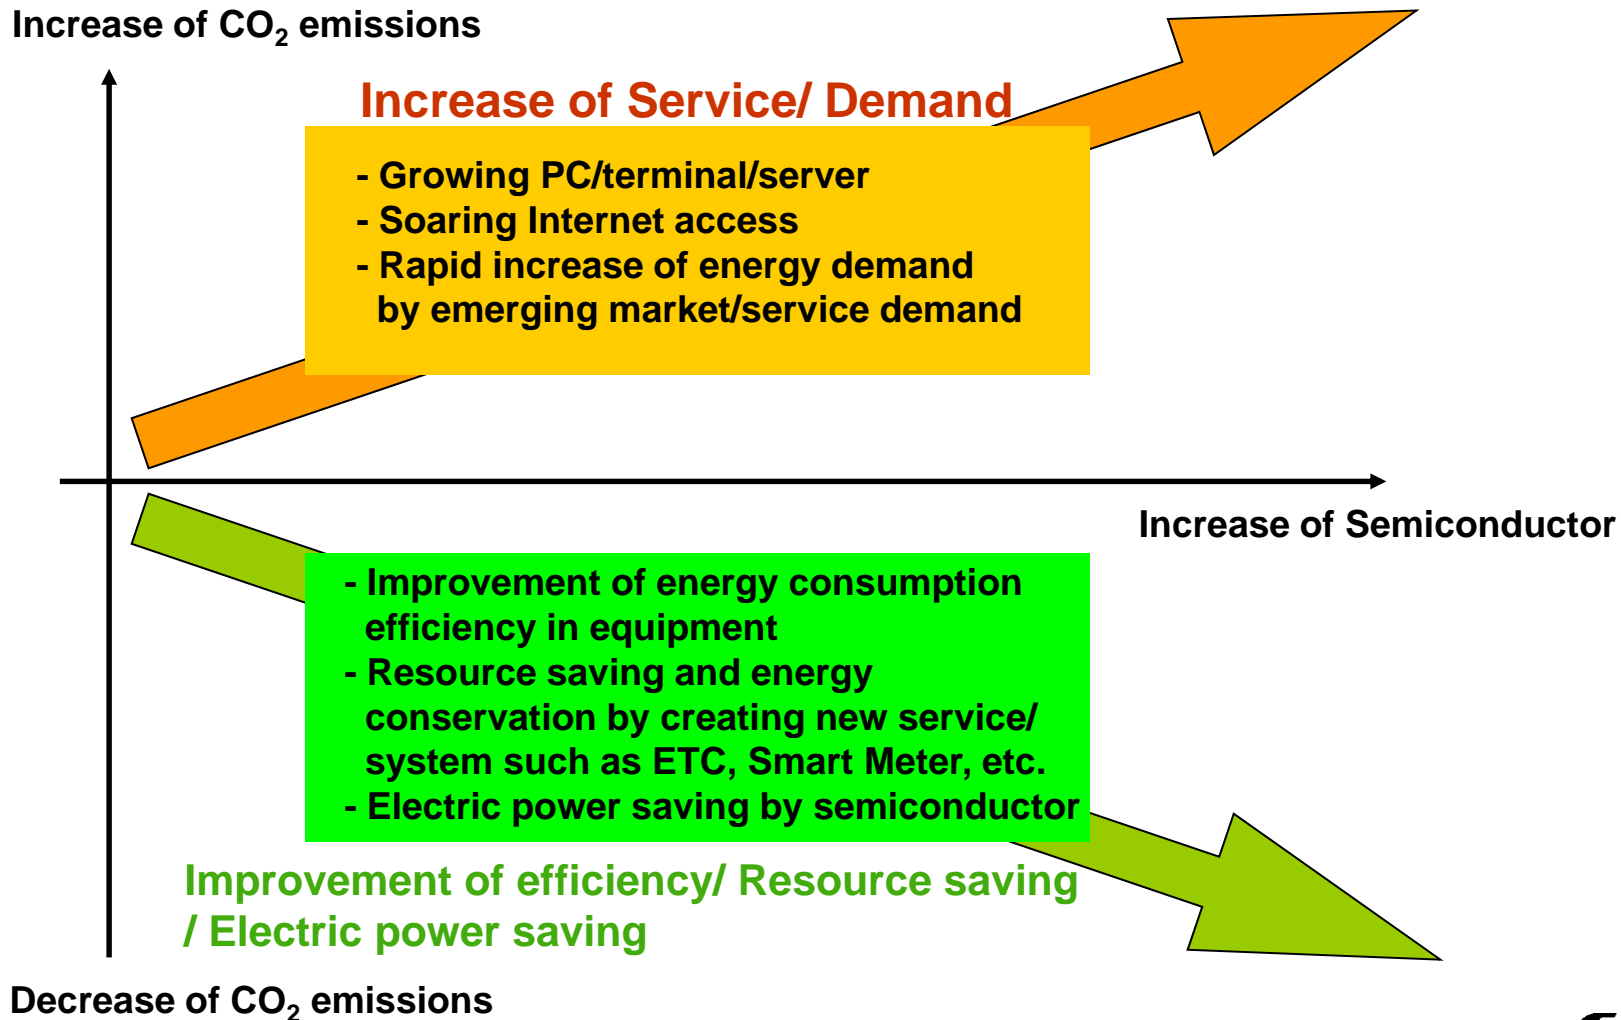 Increase of CO₂ emissions
Increase of Service/ Demand
- Growing PC/terminal/server
- Soaring Internet access
- Rapid increase of energy demand
by emerging market/service demand
Increase of Semiconductor
- Improvement of energy consumption
efficiency in equipment
- Resource saving and energy
conservation by creating new service/
system such as ETC, Smart Meter, etc.
- Electric power saving by semiconductor
Improvement of efficiency/ Resource saving
/ Electric power saving
Decrease of CO₂ emissions